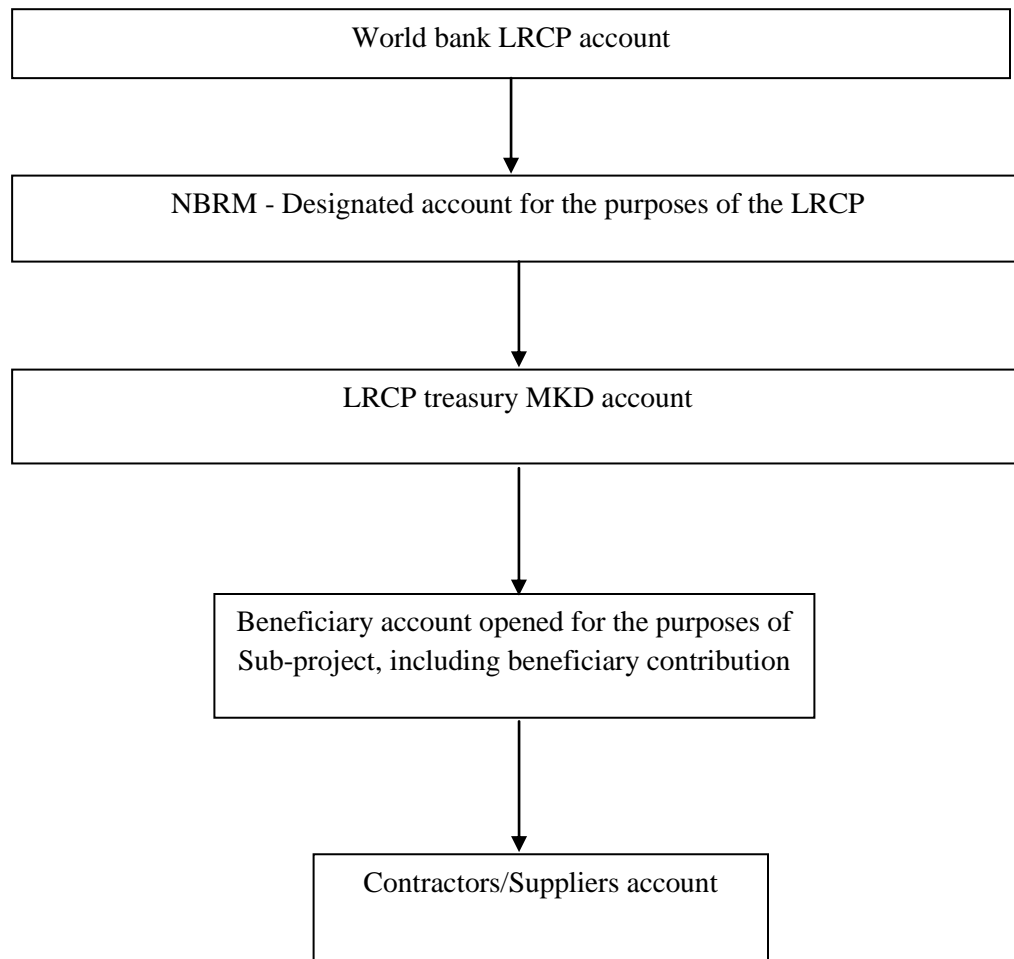 World bank LRCP account
NBRM - Designated account for the purposes of the LRCP
LRCP treasury MKD account
Beneficiary account opened for the purposes of
Sub-project, including beneficiary contribution
Contractors/Suppliers account